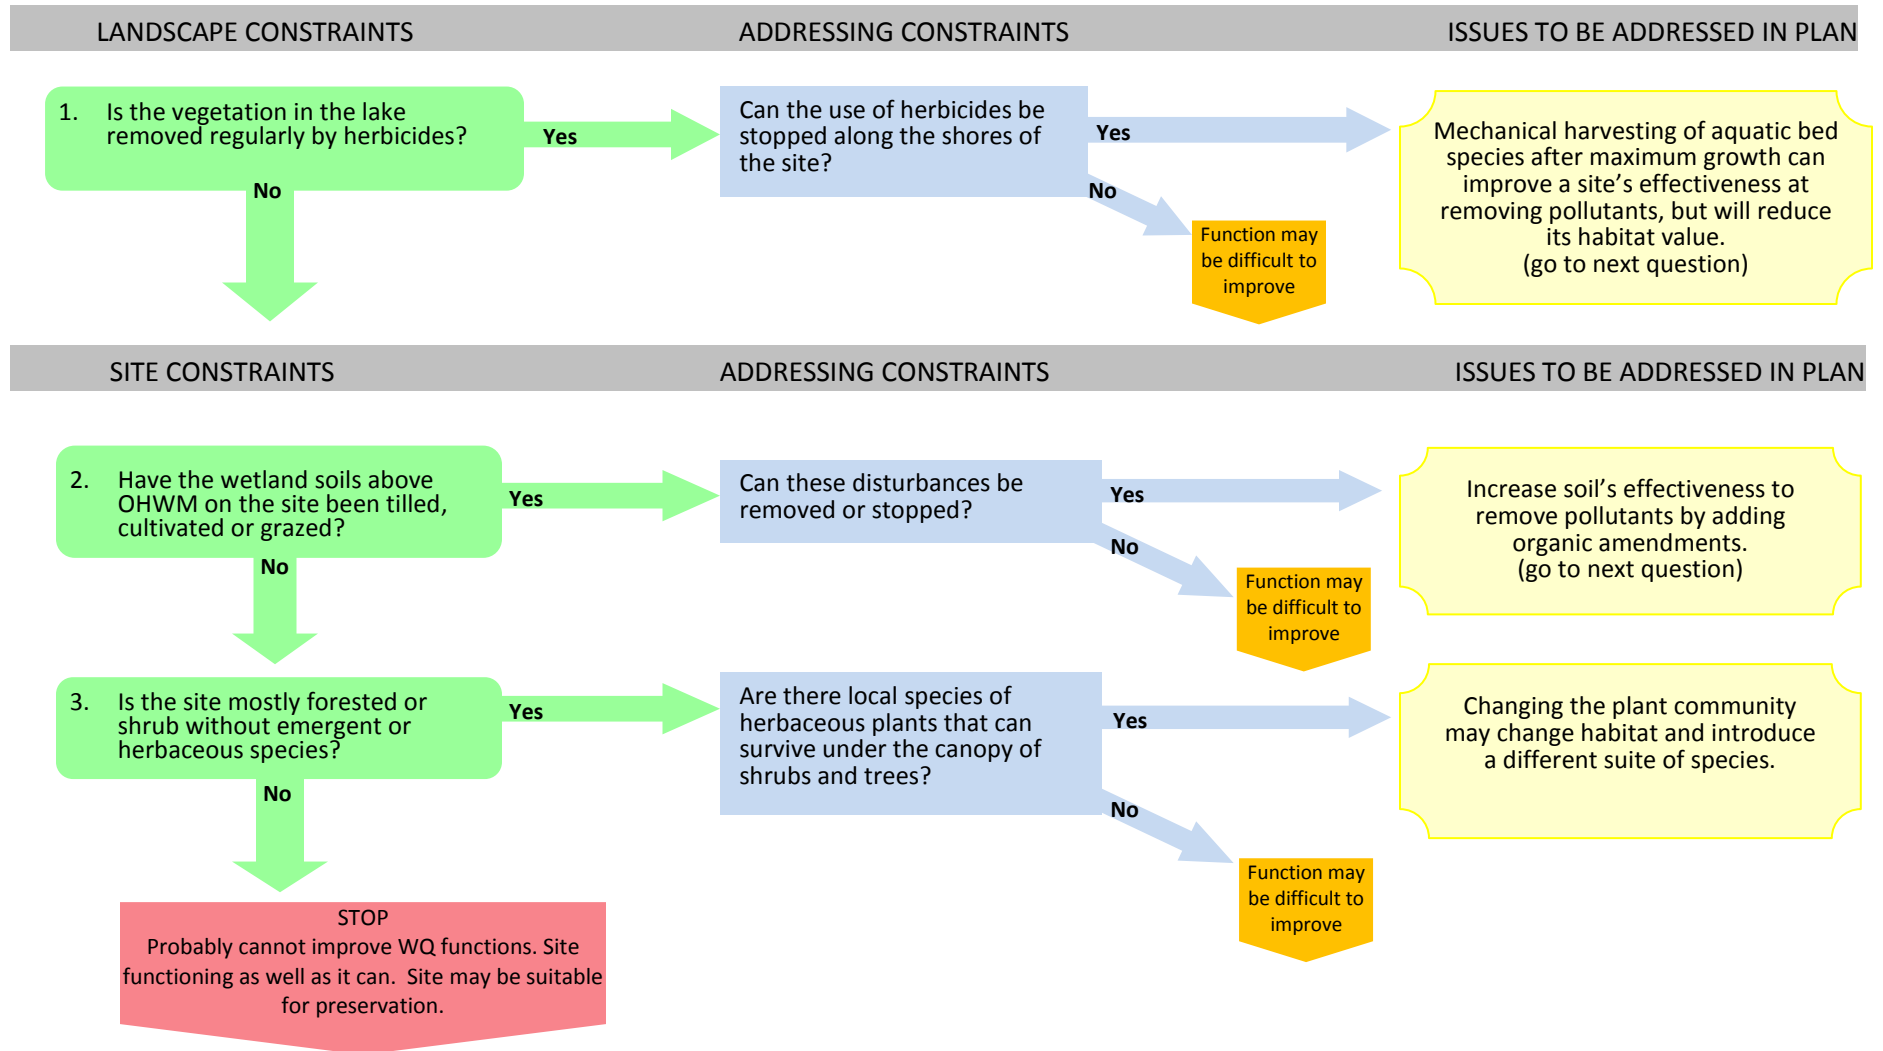 LANDSCAPE CONSTRAINTS
ADDRESSING CONSTRAINTS
ISSUES TO BE ADDRESSED IN PLAN
1. Is the vegetation in the lake
removed regularly by herbicides?
Yes
No
Can the use of herbicides be
stopped along the shores of
the site?
Yes
No
Function may
be difficult to
improve
Mechanical harvesting of aquatic bed
species after maximum growth can
improve a site’s effectiveness at
removing pollutants, but will reduce
its habitat value.
(go to next question)
SITE CONSTRAINTS
ADDRESSING CONSTRAINTS
ISSUES TO BE ADDRESSED IN PLAN
2. Have the wetland soils above
OHWM on the site been tilled,
cultivated or grazed?
Yes
No
Can these disturbances be
removed or stopped?
Yes
No
Function may
be difficult to
improve
Increase soil’s effectiveness to
remove pollutants by adding
organic amendments.
(go to next question)
3. Is the site mostly forested or
shrub without emergent or
herbaceous species?
Yes
No
Are there local species of
herbaceous plants that can
survive under the canopy of
shrubs and trees?
Yes
No
Function may
be difficult to
improve
Changing the plant community
may change habitat and introduce
a different suite of species.
STOP
Probably cannot improve WQ functions. Site
functioning as well as it can. Site may be suitable
for preservation.